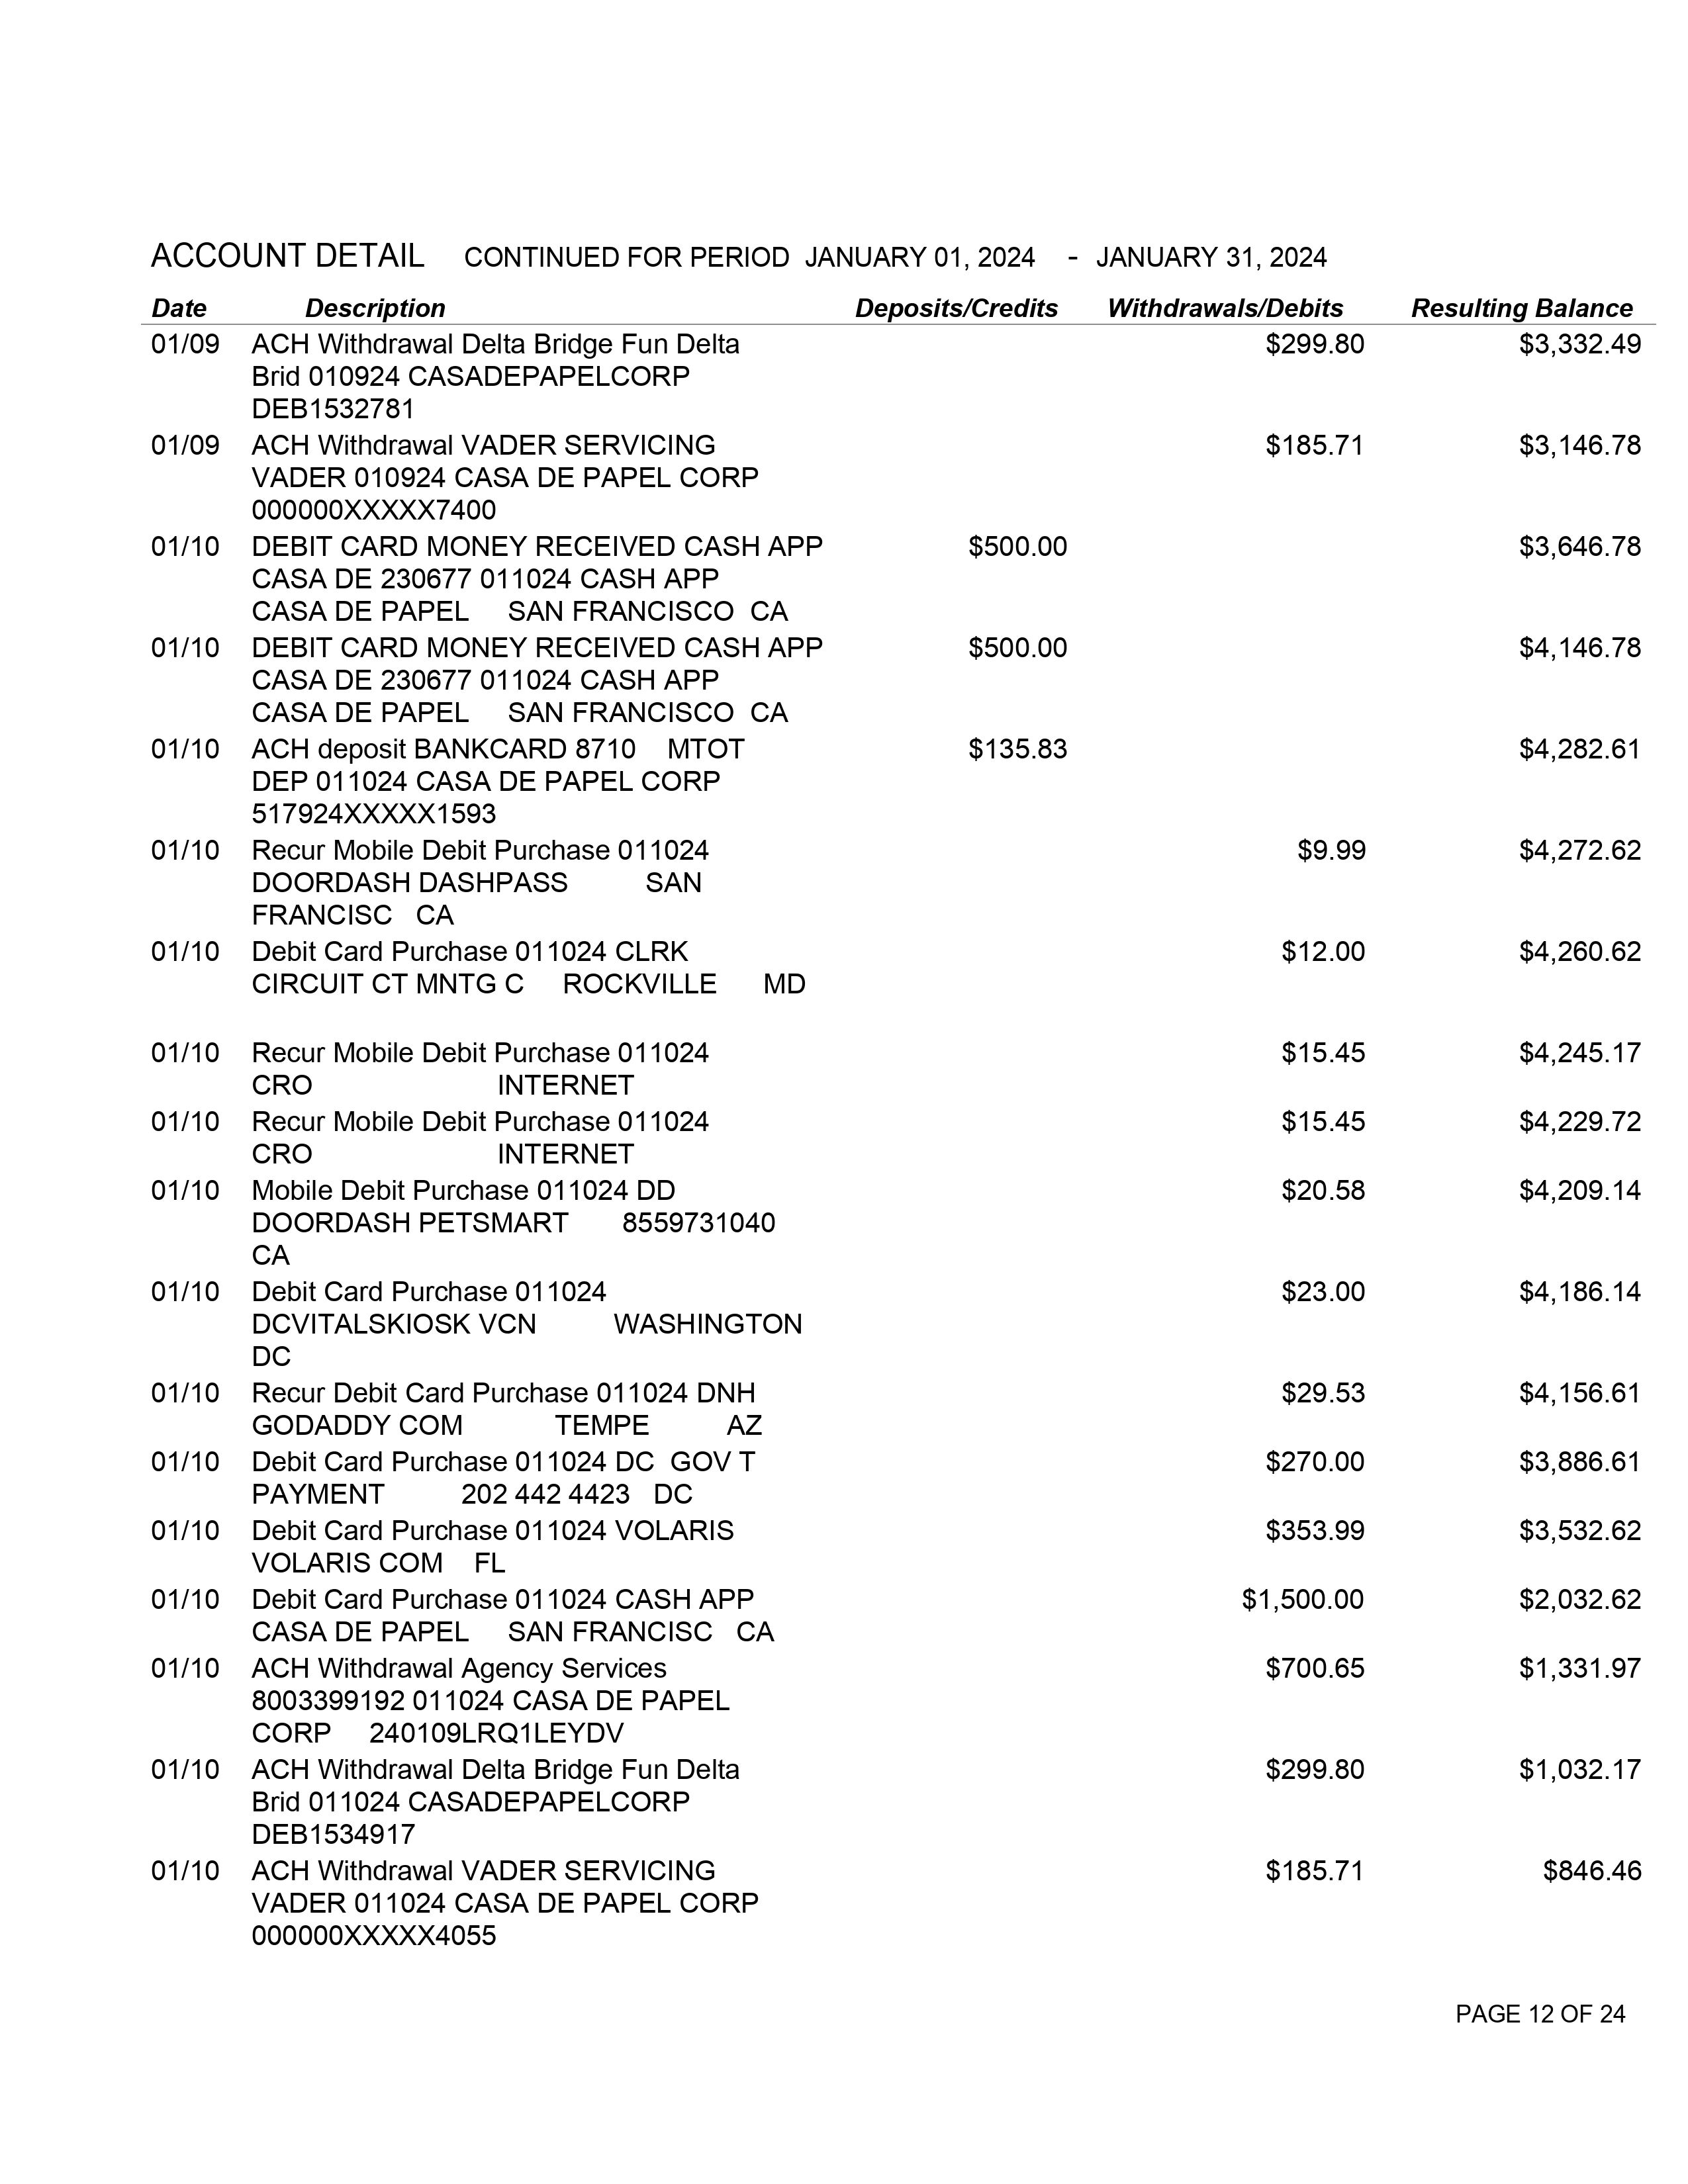 ACCOUNT DETAIL CONTINUED FOR PERIOD JANUARY 01, 2024 - JANUARY 31, 2024
Date Description Deposits/Credits Withdrawals/Debits Resulting Balance
01/09 ACH Withdrawal Delta Bridge Fun Delta $299.80 $3,332.49
Brid 010924 CASADEPAPELCORP
DEB1532781
01/09 ACH Withdrawal VADER SERVICING $185.71 $3,146.78
VADER 010924 CASA DE PAPEL CORP
000000XXXXX7400
01/10 DEBIT CARD MONEY RECEIVED CASH APP $500.00 $3,646.78
CASA DE 230677 011024 CASH APP
CASA DE PAPEL SAN FRANCISCO CA
01/10 DEBIT CARD MONEY RECEIVED CASH APP $500.00 $4,146.78
CASA DE 230677 011024 CASH APP
CASA DE PAPEL SAN FRANCISCO CA
01/10 ACH deposit BANKCARD 8710 MTOT $135.83 $4,282.61
DEP 011024 CASA DE PAPEL CORP
517924XXXXX1593
01/10 Recur Mobile Debit Purchase 011024 $9.99 $4,272.62
DOORDASH DASHPASS SAN
FRANCISC CA
01/10 Debit Card Purchase 011024 CLRK $12.00 $4,260.62
CIRCUIT CT MNTG C ROCKVILLE MD
01/10 Recur Mobile Debit Purchase 011024 $15.45 $4,245.17
CRO INTERNET
01/10 Recur Mobile Debit Purchase 011024 $15.45 $4,229.72
CRO INTERNET
01/10 Mobile Debit Purchase 011024 DD $20.58 $4,209.14
DOORDASH PETSMART 8559731040
CA
01/10 Debit Card Purchase 011024 $23.00 $4,186.14
DCVITALSKIOSK VCN WASHINGTON
DC
01/10 Recur Debit Card Purchase 011024 DNH $29.53 $4,156.61
GODADDY COM TEMPE AZ
01/10 Debit Card Purchase 011024 DC GOV T $270.00 $3,886.61
PAYMENT 202 442 4423 DC
01/10 Debit Card Purchase 011024 VOLARIS $353.99 $3,532.62
VOLARIS COM FL
01/10 Debit Card Purchase 011024 CASH APP $1,500.00 $2,032.62
CASA DE PAPEL SAN FRANCISC CA
01/10 ACH Withdrawal Agency Services $700.65 $1,331.97
8003399192 011024 CASA DE PAPEL
CORP 240109LRQ1LEYDV
01/10 ACH Withdrawal Delta Bridge Fun Delta $299.80 $1,032.17
Brid 011024 CASADEPAPELCORP
DEB1534917
01/10 ACH Withdrawal VADER SERVICING $185.71 $846.46
VADER 011024 CASA DE PAPEL CORP
000000XXXXX4055
PAGE 12 OF 24